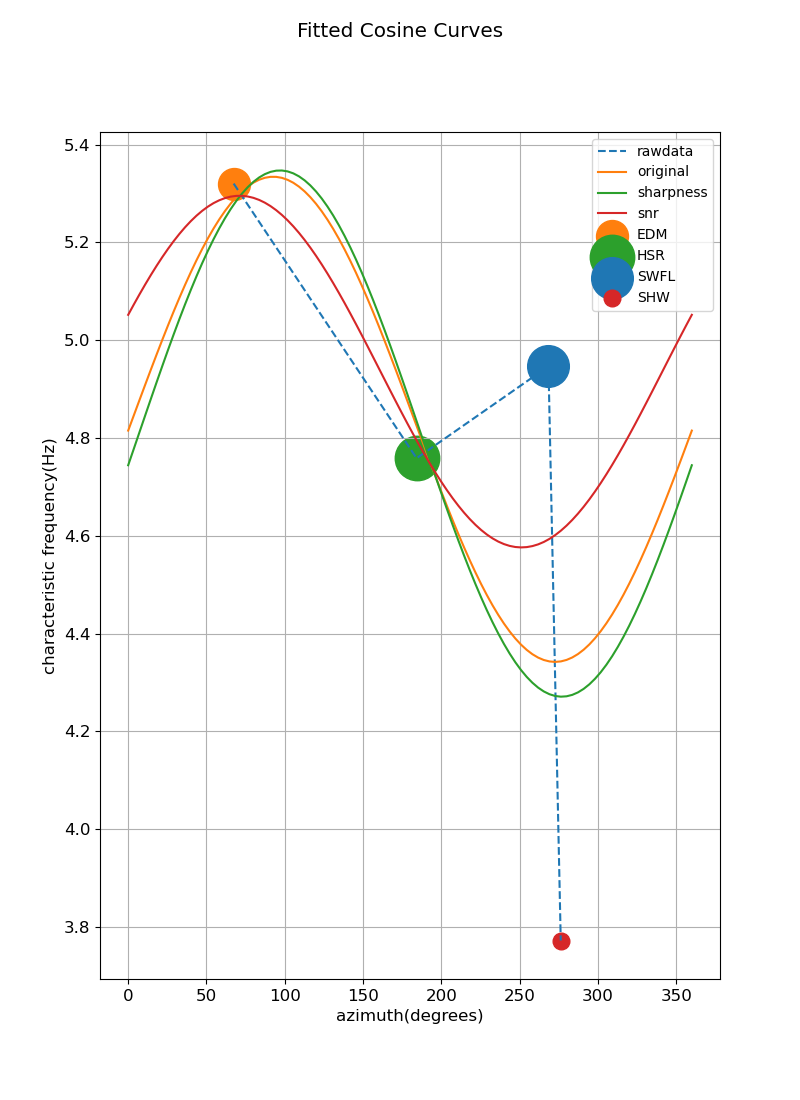 Fitted Cosine Curves
characteristic frequency(Hz)
5.4
5.2
5.0
4.8
4.6
4.4
4.2
4.0
3.8
rawdata
original
sharpness
snr
EDM
HSR
SWFL
SHW
0 50 100 150 200 250 300 350
azimuth(degrees)